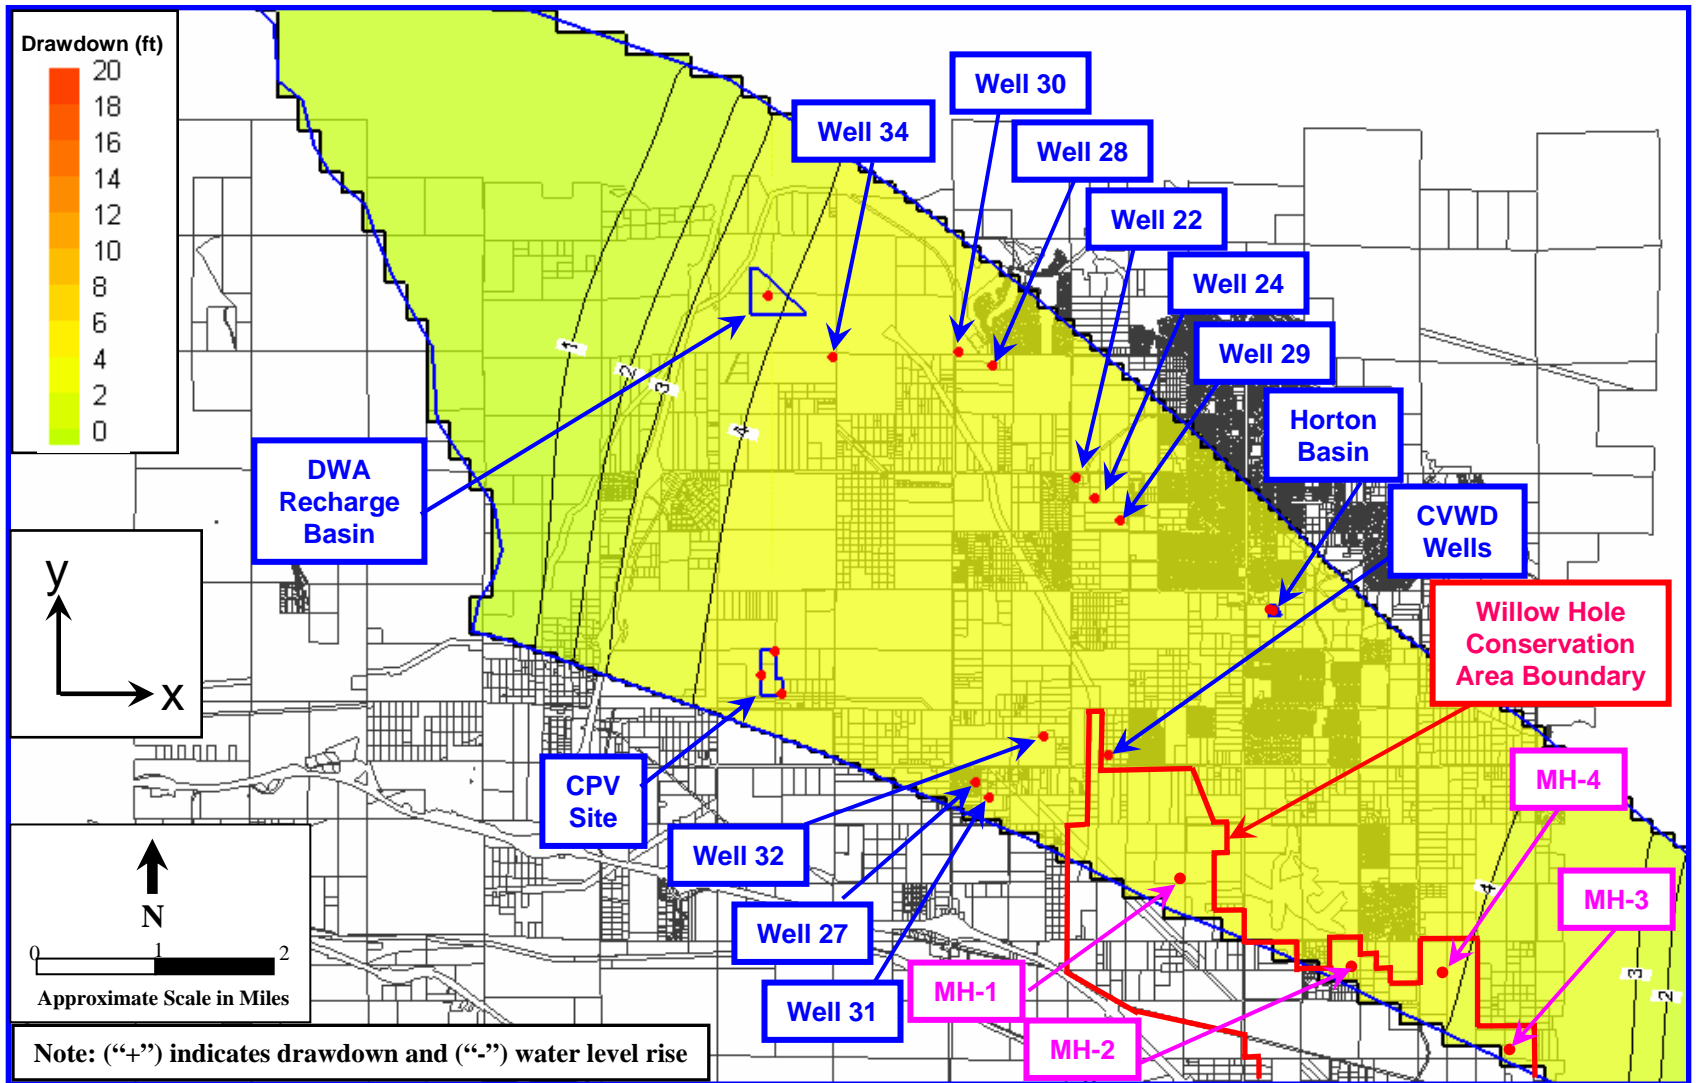 Drawdown (ft)
20
18
16
14
12
10
8
6
4
2
0
Well 30
Well 34
Well 28
Well 22
Well 24
Well 29
Horton
Basin
DWA
Recharge
Basin
CVWD
Wells
1
2
3
4
y
x
Willow Hole
Conservation
Area Boundary
CPV
Site
MH-4
Well 32
MH-3
4
Well 27
3
2
MH-1
Well 31
MH-2
N
0
1
2
Approximate Scale in Miles
Note: (“+”) indicates drawdown and (“-”) water level rise